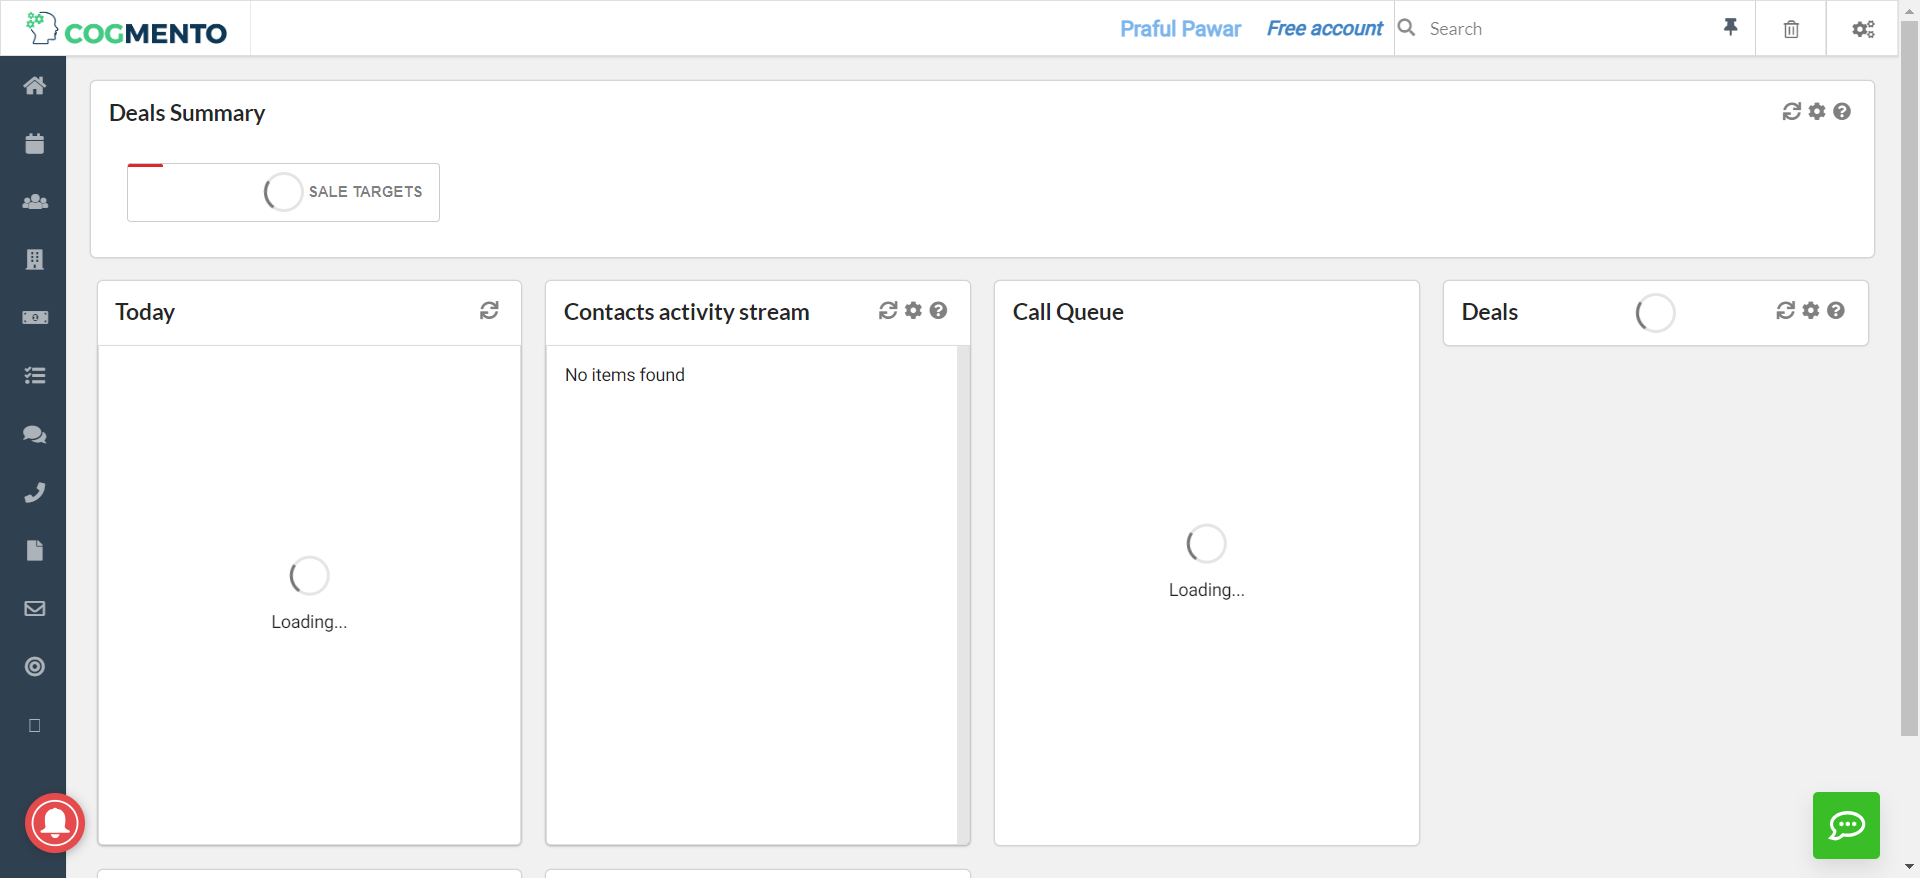 COGMENTO
Praful Pawar
Free account
Search
Deals Summary
SALE TARGETS
Today
Contacts activity stream
Call Queue
Deals
No items found
Loading...
Loading...